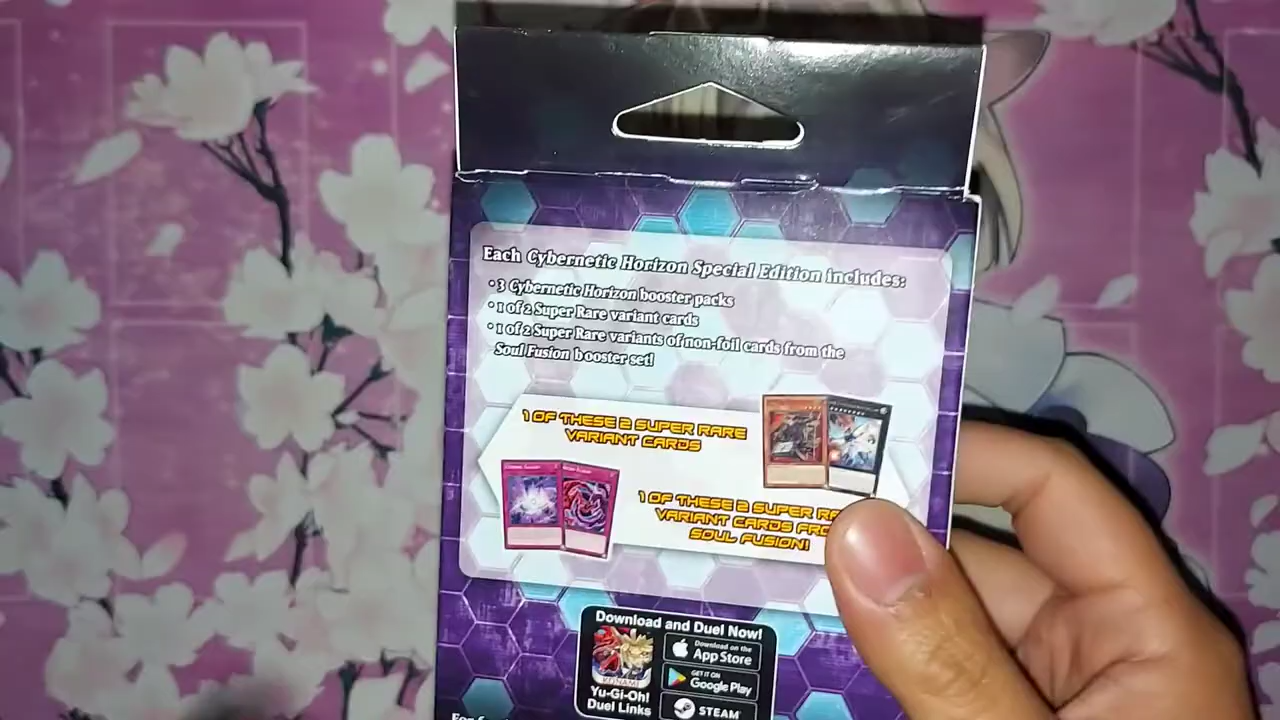 Each Cybernetic Horizon Special Edition includes:
• 3 Cybernetic Horizon booster packs
• 1 of 2 Super Rare variant cards
• 1 of 2 Super Rare variants of non-foil cards from the
Soul Fusion booster set!
1 OF THESE 2 SUPER RARE
VARIANT CARDS
1 OF THESE 2 SUPER
VARIANT CARDS
SOUL FUSION!
Download and Duel Now!
KONAMI
Yu-Gi-Oh!
Duel Links
Download on the
App Store
GET IT ON
Google Play
STEAM